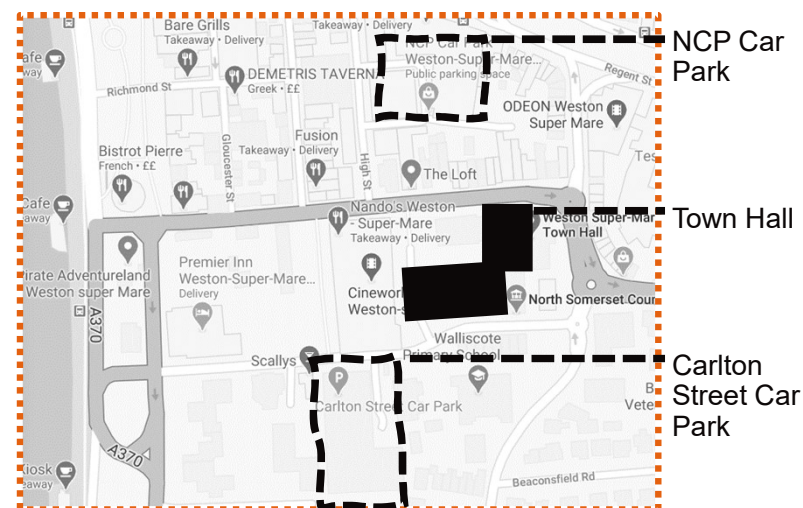 Bare Grills
Takeaway • Delivery
Takeaway • Delivery
NCP Car Park
Weston-Super-Mare...
Public parking space
NCP Car
Park
Regent St
DEMETRIS TAVERNA
Greek • ££
Richmond St
ODEON Weston
Super Mare
Gloucester St
High St
Fusion
Takeaway • Delivery
Bistrot Pierre
French • ££
The Loft
Cafe
Nando's Weston
- Super-Mare
Takeaway • Delivery
Weston Super-Mar
Town Hall
Town Hall
Premier Inn
Weston-Super-Mare...
Delivery
irate Adventureland
Weston super Mare
A370
Cinewor
Weston-s
North Somerset Coun
Walliscote
Primary School
Scallys
P
Carlton Street Car Park
Carlton
Street Car
Park
A370
Kiosk
Beaconsfield Rd